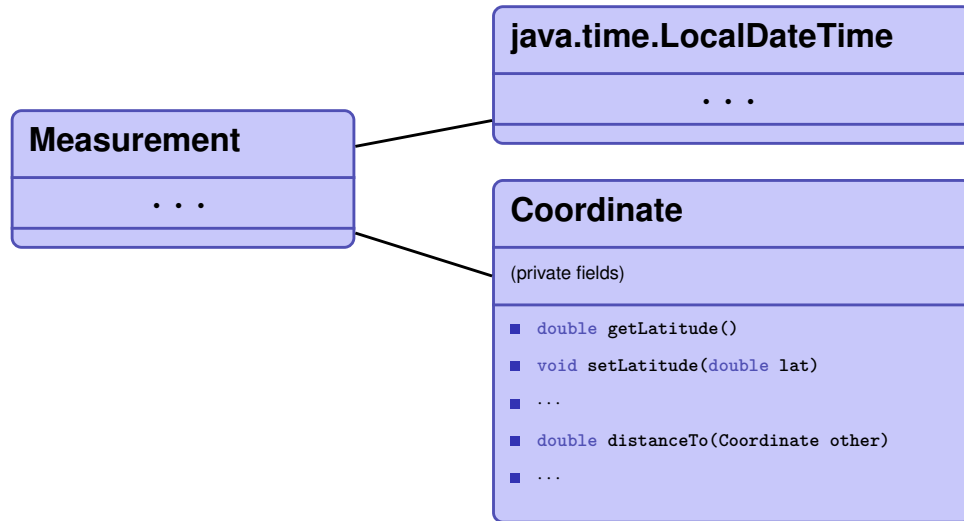 java.time.LocalDateTime
. . .
Measurement
. . .
Coordinate
(private fields)
double getLatitude()
void setLatitude(double lat)
...
double distanceTo(Coordinate other)
...